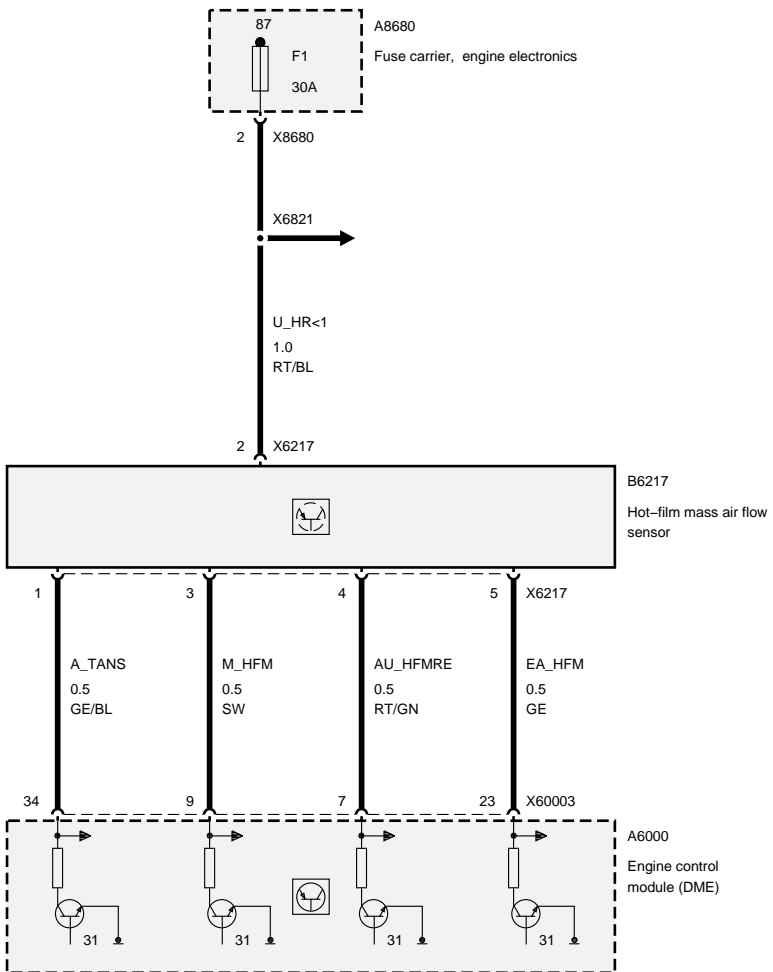 87
A8680
F1
Fuse carrier, engine electronics
30A
2 X8680
X6821
U_HR<1
1.0
RT/BL
2 X6217
B6217
Hot–film mass air flow
sensor
1 3 4 5 X6217
A_TANS M_HFM AU_HFMRE EA_HFM
0.5 0.5 0.5 0.5
GE/BL SW RT/GN GE
34 9 7 23 X60003
A6000
Engine control
module (DME)
31 31 31 31